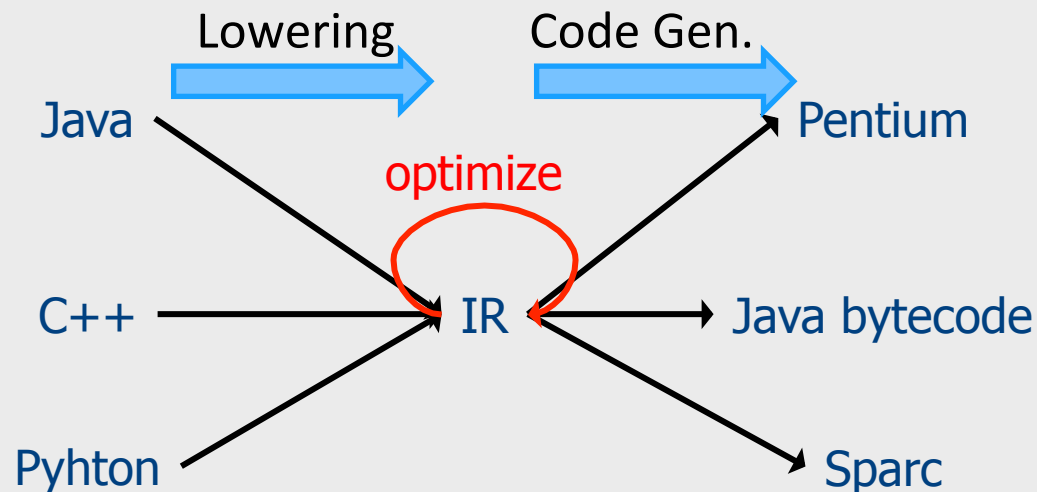 Lowering
Code Gen.
Java
Pentium
optimize
C++
IR
Java bytecode
Pyhton
Sparc